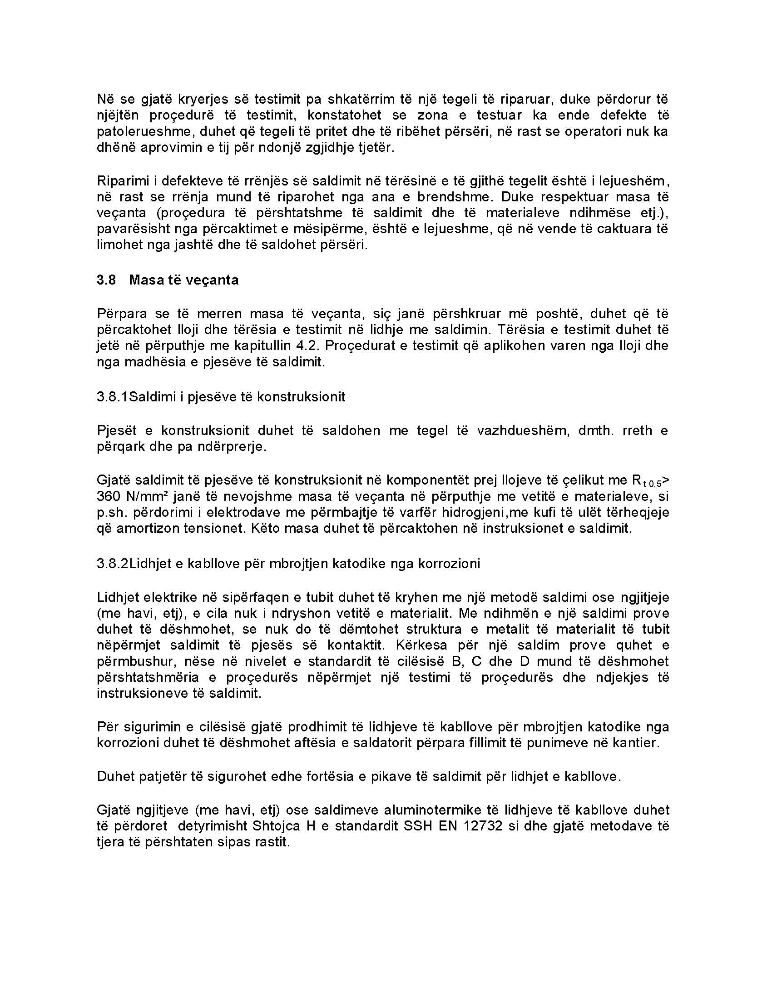 Në se gjatë kryerjes së testimit pa shkatërrim të një tegeli të riparuar, duke përdorur të
njëjtën proçedurë të testimit, konstatohet se zona e testuar ka ende defekte të
patolerueshme, duhet që tegeli të pritet dhe të ribëhet përsëri, në rast se operatori nuk ka
dhënë aprovimin e tij për ndonjë zgjidhje tjetër.
Riparimi i defekteve të rrënjës së saldimit në tërësinë e të gjithë tegelit është i lejueshëm,
në rast se rrënja mund të riparohet nga ana e brendshme. Duke respektuar masa të
veçanta (proçedura të përshtatshme të saldimit dhe të materialeve ndihmëse etj.),
pavarësisht nga përcaktimet e mësipërme, është e lejueshme, që në vende të caktuara të
limohet nga jashtë dhe të saldohet përsëri.
3.8 Masa të veçanta
Përpara se të merren masa të veçanta, siç janë përshkruar më poshtë, duhet që të
përcaktohet lloji dhe tërësia e testimit në lidhje me saldimin. Tërësia e testimit duhet të
jetë në përputhje me kapitullin 4.2. Proçedurat e testimit që aplikohen varen nga lloji dhe
nga madhësia e pjesëve të saldimit.
3.8.1Saldimi i pjesëve të konstruksionit
Pjesët e konstruksionit duhet të saldohen me tegel të vazhdueshëm, dmth. rreth e
përqark dhe pa ndërprerje.
Gjatë saldimit të pjesëve të konstruksionit në komponentët prej llojeve të çelikut me R t 0,5>
360 N/mm² janë të nevojshme masa të veçanta në përputhje me vetitë e materialeve, si
p.sh. përdorimi i elektrodave me përmbajtje të varfër hidrogjeni,me kufi të ulët tërheqjeje
që amortizon tensionet. Këto masa duhet të përcaktohen në instruksionet e saldimit.
3.8.2Lidhjet e kabllove për mbrojtjen katodike nga korrozioni
Lidhjet elektrike në sipërfaqen e tubit duhet të kryhen me një metodë saldimi ose ngjitjeje
(me havi, etj), e cila nuk i ndryshon vetitë e materialit. Me ndihmën e një saldimi prove
duhet të dëshmohet, se nuk do të dëmtohet struktura e metalit të materialit të tubit
nëpërmjet saldimit të pjesës së kontaktit. Kërkesa për një saldim prove quhet e
përmbushur, nëse në nivelet e standardit të cilësisë B, C dhe D mund të dëshmohet
përshtatshmëria e proçedurës nëpërmjet një testimi të proçedurës dhe ndjekjes të
instruksioneve të saldimit.
Për sigurimin e cilësisë gjatë prodhimit të lidhjeve të kabllove për mbrojtjen katodike nga
korrozioni duhet të dëshmohet aftësia e saldatorit përpara fillimit të punimeve në kantier.
Duhet patjetër të sigurohet edhe fortësia e pikave të saldimit për lidhjet e kabllove.
Gjatë ngjitjeve (me havi, etj) ose saldimeve aluminotermike të lidhjeve të kabllove duhet
të përdoret detyrimisht Shtojca H e standardit SSH EN 12732 si dhe gjatë metodave të
tjera të përshtaten sipas rastit.